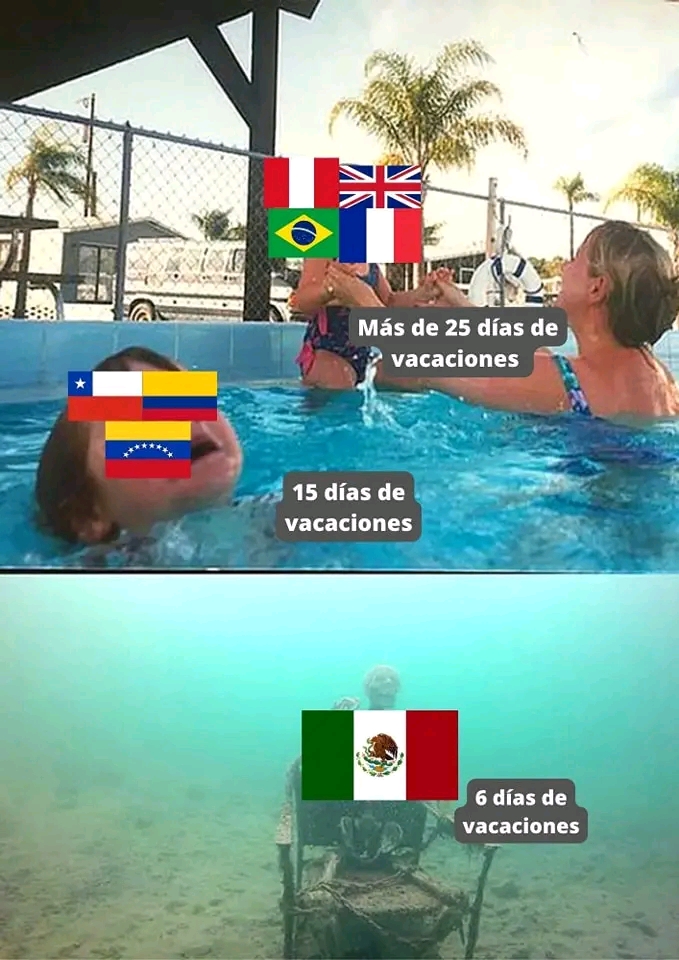 Más de 25 días de
vacaciones
15 días de
vacaciones
6 días de
vacaciones